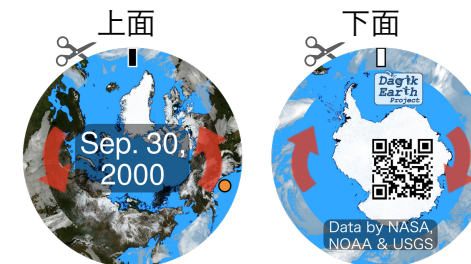 上面
下面
Sep. 30,
2000
Dagik
Earth
Project
Data by NASA,
NOAA & USGS